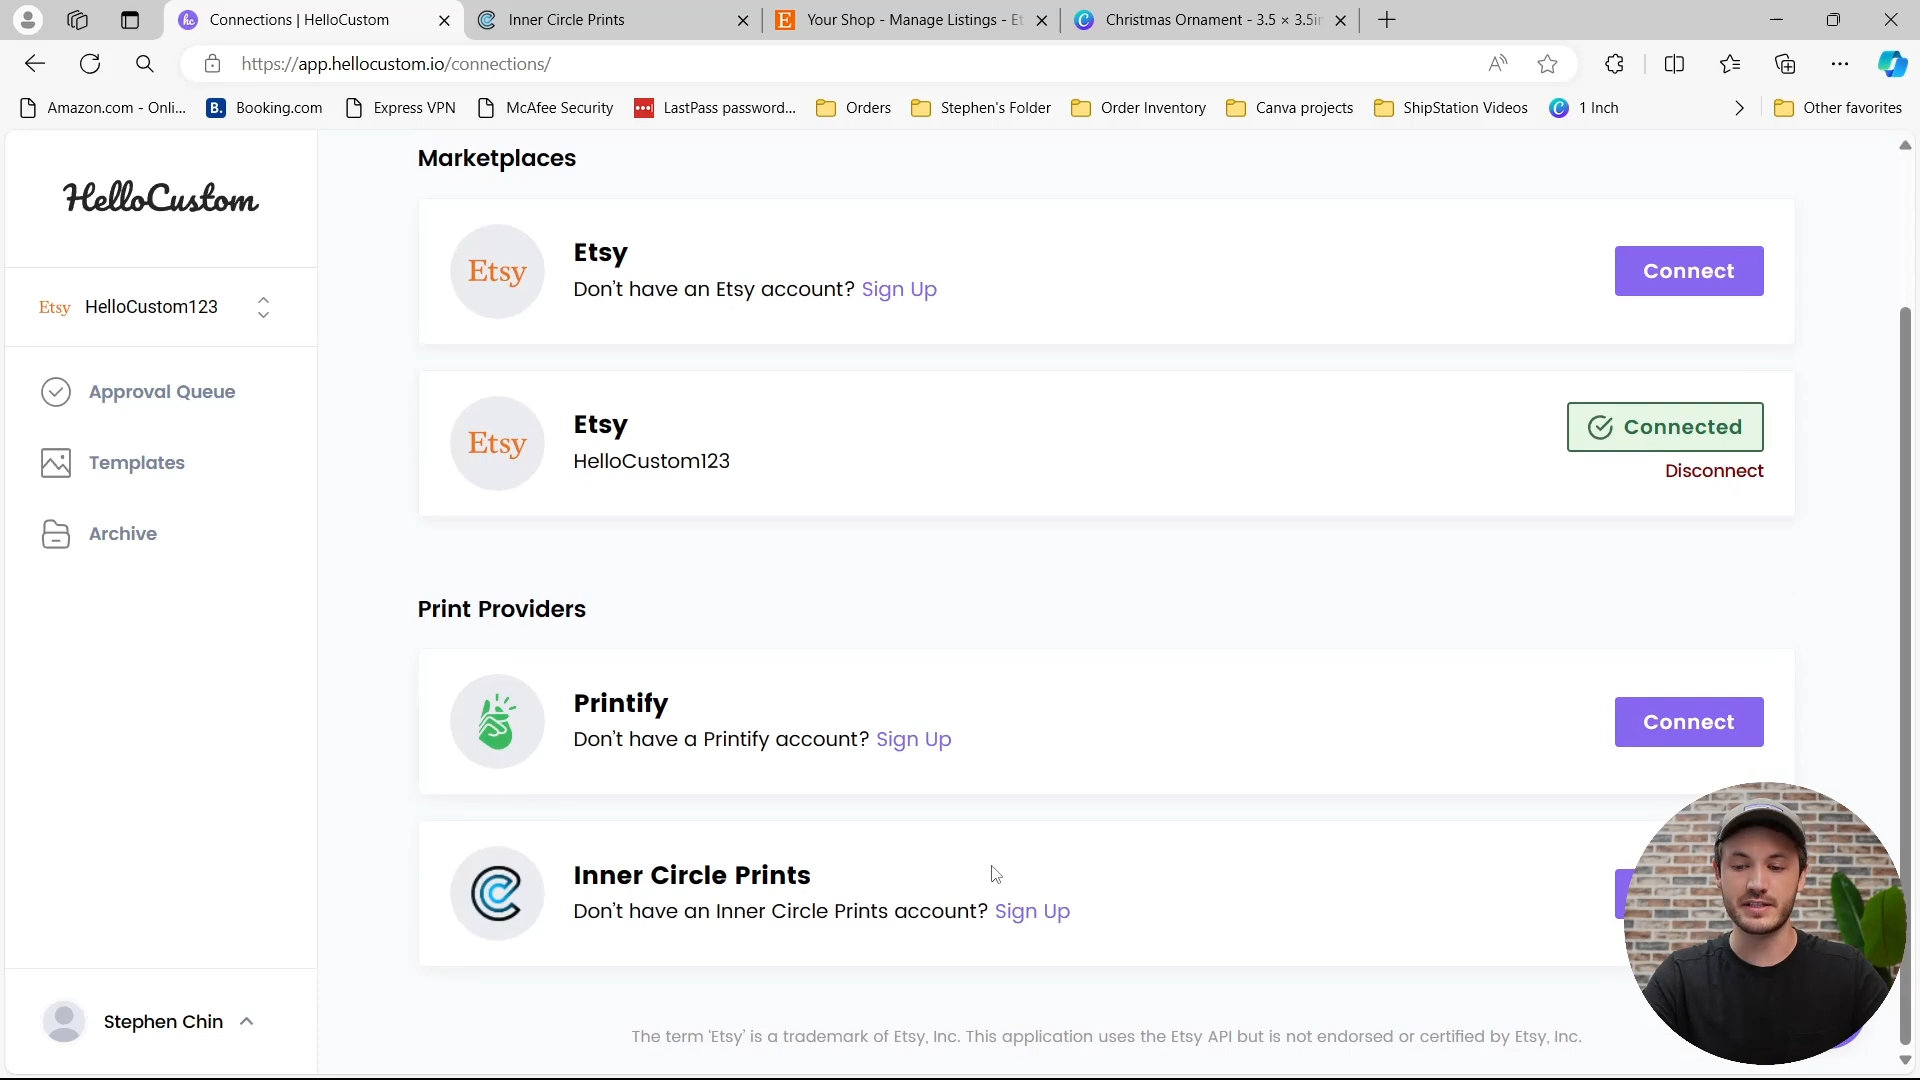 Connections | HelloCustom
Inner Circle Prints
Your Shop - Manage Listings - Et
Christmas Ornament - 3.5 × 3.5in
https://app.hellocustom.io/connections/
Amazon.com - Onli...
Booking.com
Express VPN
McAfee Security
LastPass password...
Orders
Stephen's Folder
Order Inventory
Canva projects
ShipStation Videos
1 Inch
Other favorites
HelloCustom
Etsy HelloCustom123
Approval Queue
Templates
Archive
Stephen Chin
Marketplaces
Etsy
Etsy
Don't have an Etsy account? Sign Up
Connect
Etsy
Etsy
HelloCustom123
Connected
Disconnect
Print Providers
Printify
Don't have a Printify account? Sign Up
Connect
Inner Circle Prints
Don't have an Inner Circle Prints account? Sign Up
The term 'Etsy' is a trademark of Etsy, Inc. This application uses the Etsy API but is not endorsed or certified by Etsy, Inc.